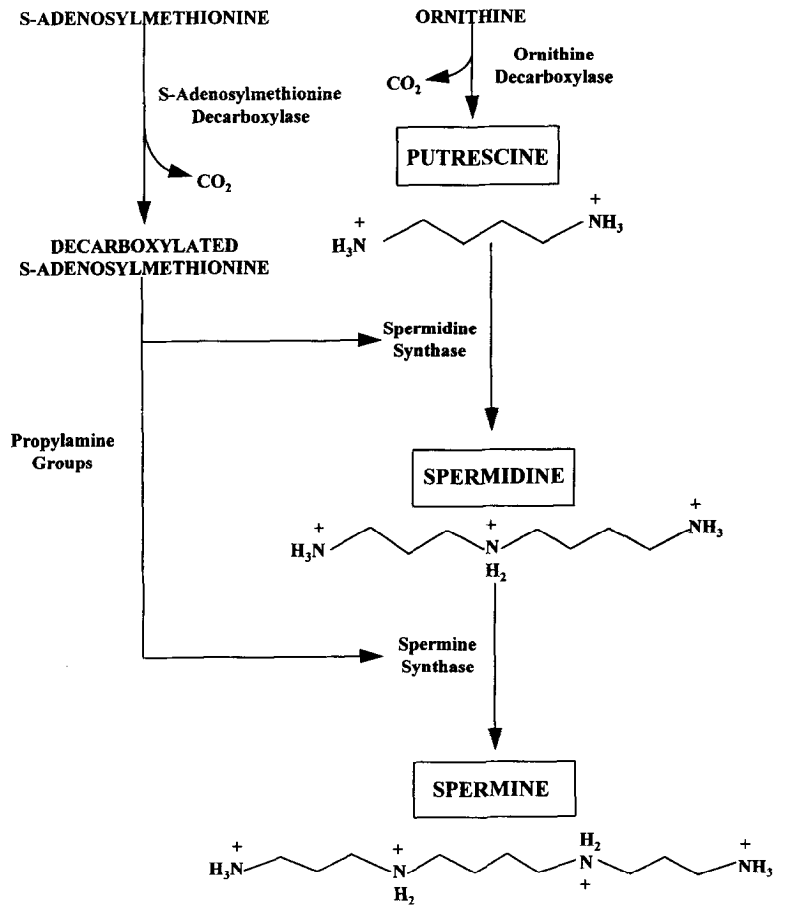 S-ADENOSYLMETHIONINE
ORNITHINE
Ornithine
Decarboxylase
CO₂
S-Adenosylmethionine
Decarboxylase
CO₂
PUTRESCINE
+
H₃N
+
NH₃
DECARBOXYLATED
S-ADENOSYLMETHIONINE
Spermidine
Synthase
Propylamine
Groups
SPERMIDINE
+
H₃N
+
N
H₂
+
NH₃
Spermine
Synthase
SPERMINE
+
H₃N
+
N
H₂
H₂
N
+
+
NH₃